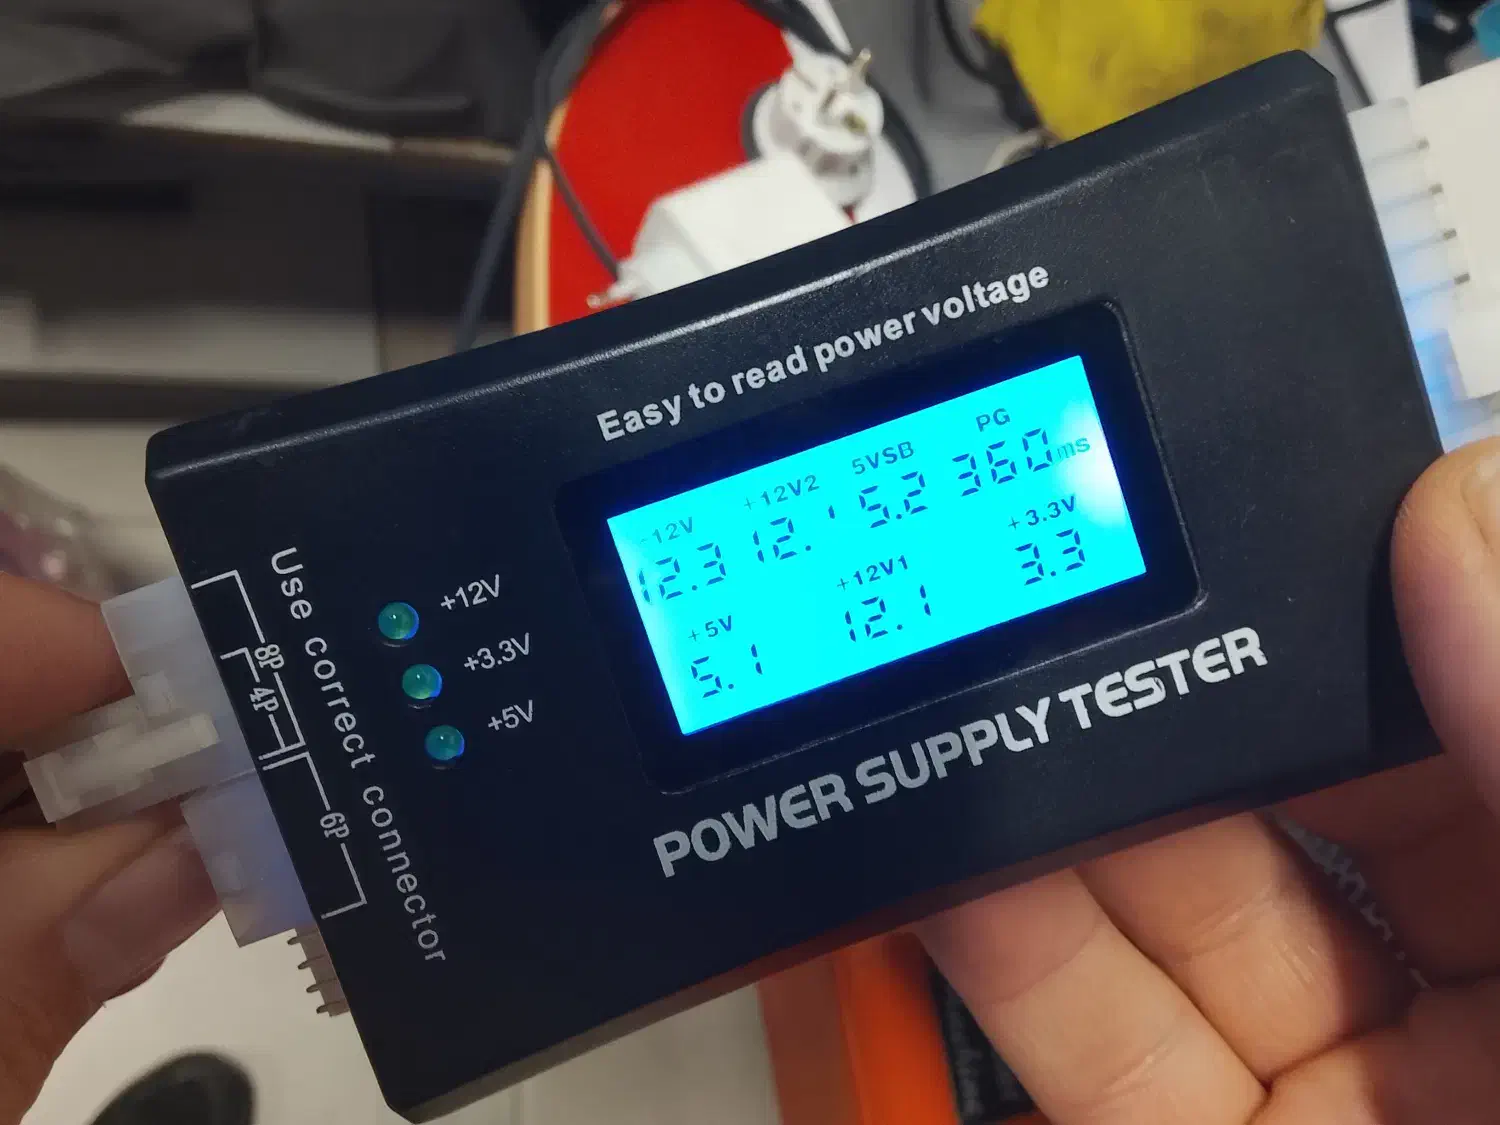 Easy to read power voltage
-12V +12V2 5VSB PG
12.3 12.1 5.2 360ms
+5V +12V1 +3.3V
5.1 12.1 3.3
POWER SUPPLY TESTER
+12V
+3.3V
+5V
Use correct connector
8P
4P
6P